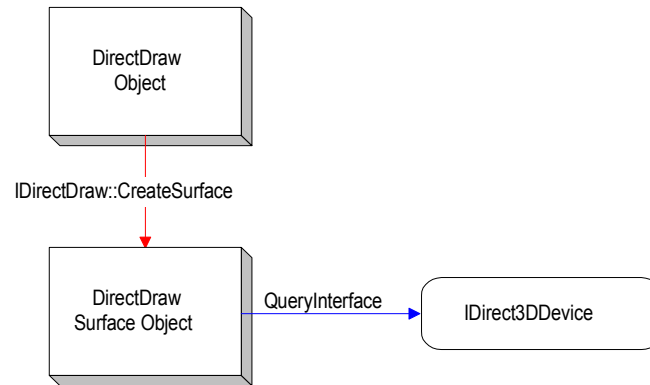 DirectDraw
Object
IDirectDraw::CreateSurface
DirectDraw
Surface Object
QueryInterface
IDirect3DDevice